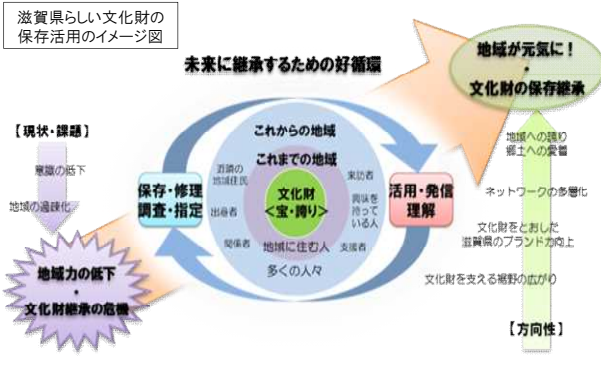 滋賀県らしい文化財の
保存活用のイメージ図
未来に継承するための好循環
地域が元気に！
・
文化財の保存継承
【現状・課題】
意識の低下
地域の過疎化
地域力の低下
・
文化財継承の危機
保存・修理
調査・指定
これからの地域
これまでの地域
近隣の
地域住民
出身者
関係者
文化財
＜宝・誇り＞
地域に住む人
多くの人々
来訪者
興味を
持って
いる人
支援者
活用・発信
理解
地域への誇り
郷土への愛着
ネットワークの多層化
文化財をとおした
滋賀県のブランド力向上
文化財を支える裾野の広がり
【方向性】